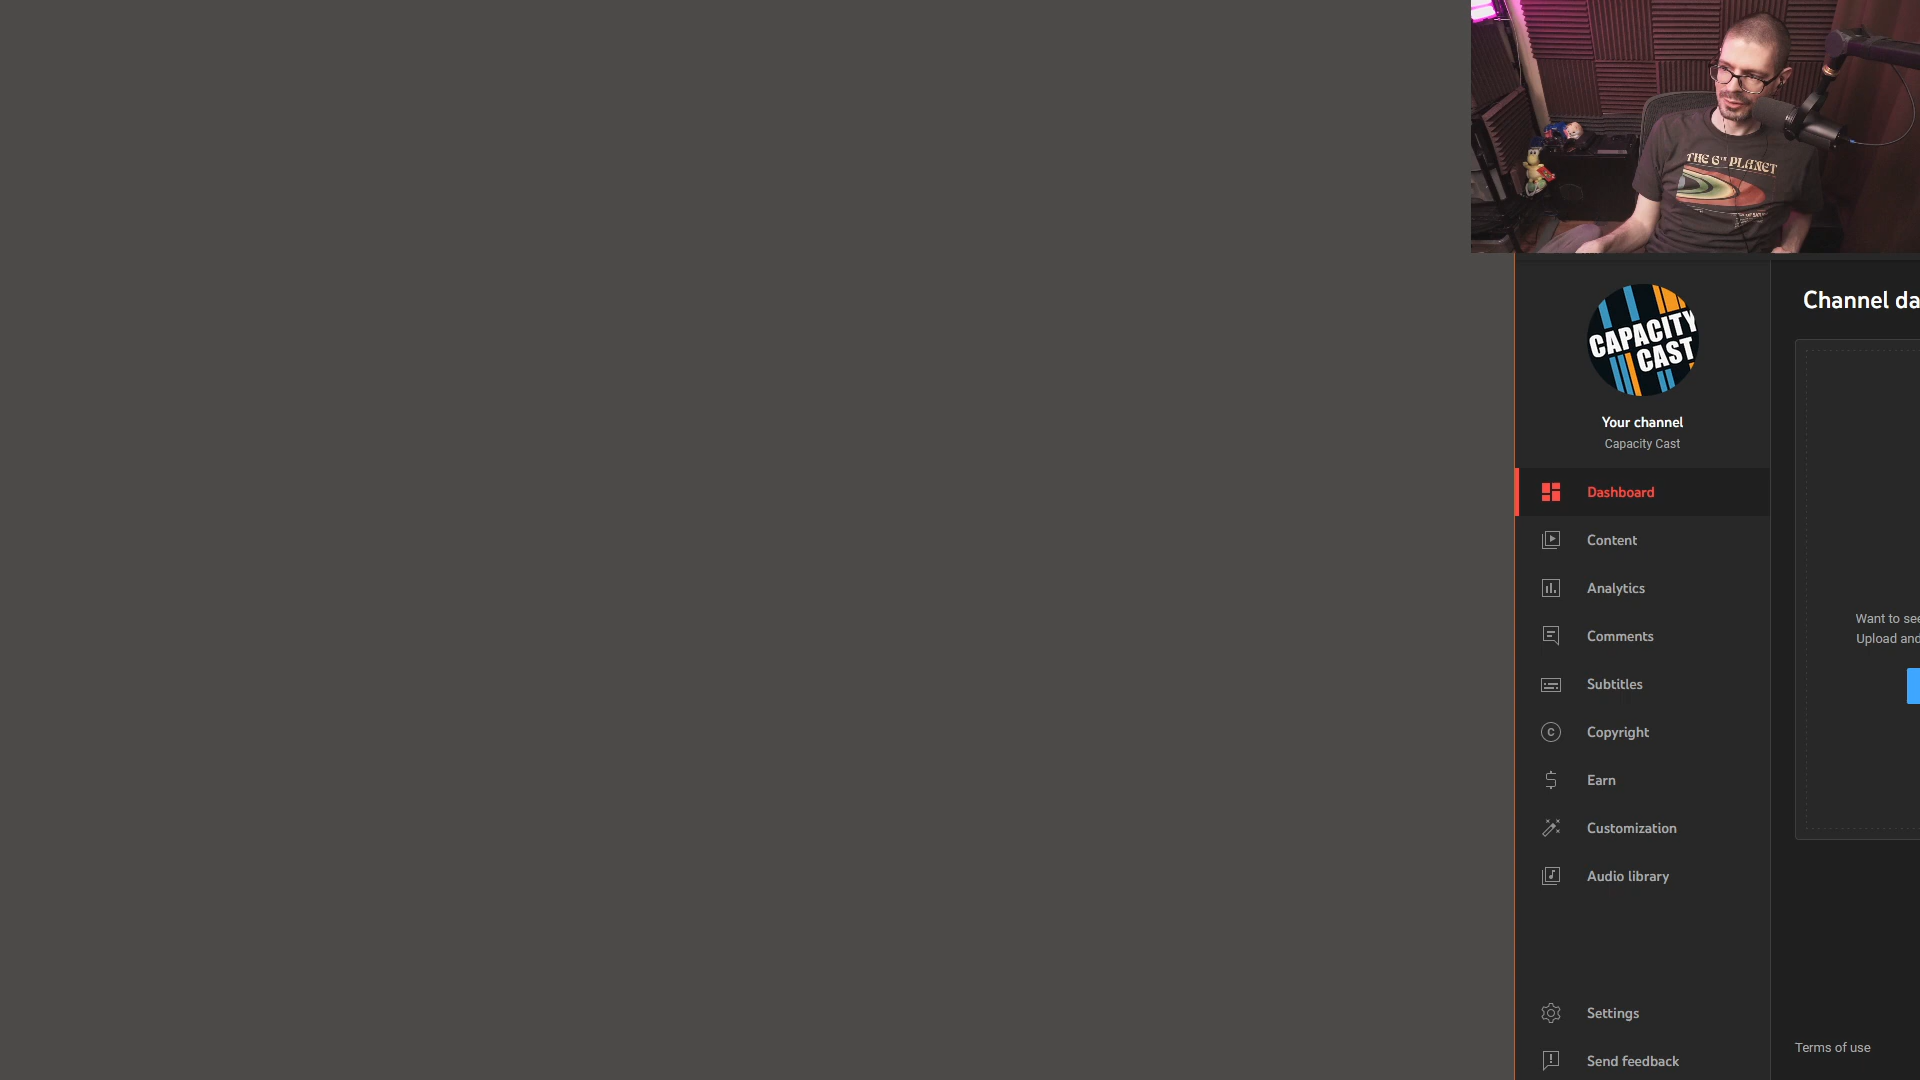 THE 6TH PLANET
Channel da
CAPACITY
CAST
Your channel
Capacity Cast
Dashboard
Content
Analytics
Comments
Want to see
Upload and
Subtitles
Copyright
Earn
Customization
Audio library
Settings
Terms of use
Send feedback